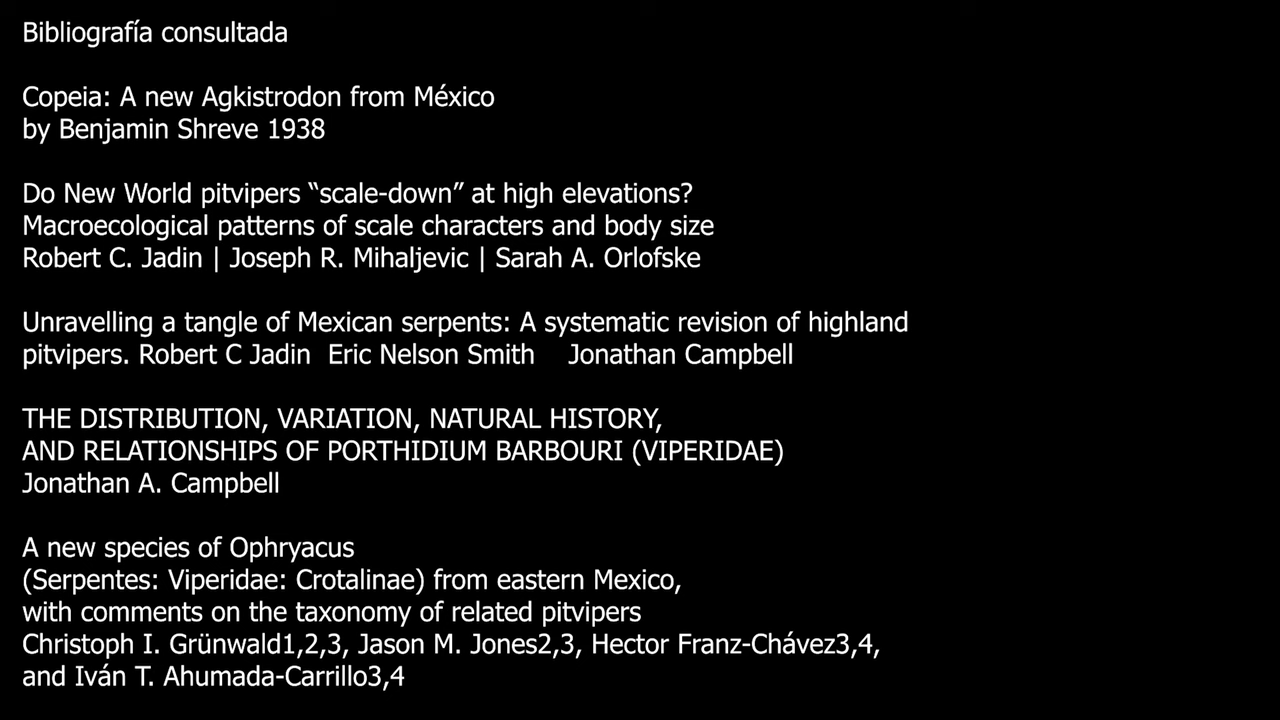 Bibliografía consultada
Copeia: A new Agkistrodon from México
by Benjamin Shreve 1938
Do New World pitvipers “scale-down” at high elevations?
Macroecological patterns of scale characters and body size
Robert C. Jadin | Joseph R. Mihaljevic | Sarah A. Orlofske
Unravelling a tangle of Mexican serpents: A systematic revision of highland
pitvipers. Robert C Jadin Eric Nelson Smith Jonathan Campbell
THE DISTRIBUTION, VARIATION, NATURAL HISTORY,
AND RELATIONSHIPS OF PORTHIDIUM BARBOURI (VIPERIDAE)
Jonathan A. Campbell
A new species of Ophryacus
(Serpentes: Viperidae: Crotalinae) from eastern Mexico,
with comments on the taxonomy of related pitvipers
Christoph I. Grünwald1,2,3, Jason M. Jones2,3, Hector Franz-Chávez3,4,
and Iván T. Ahumada-Carrillo3,4